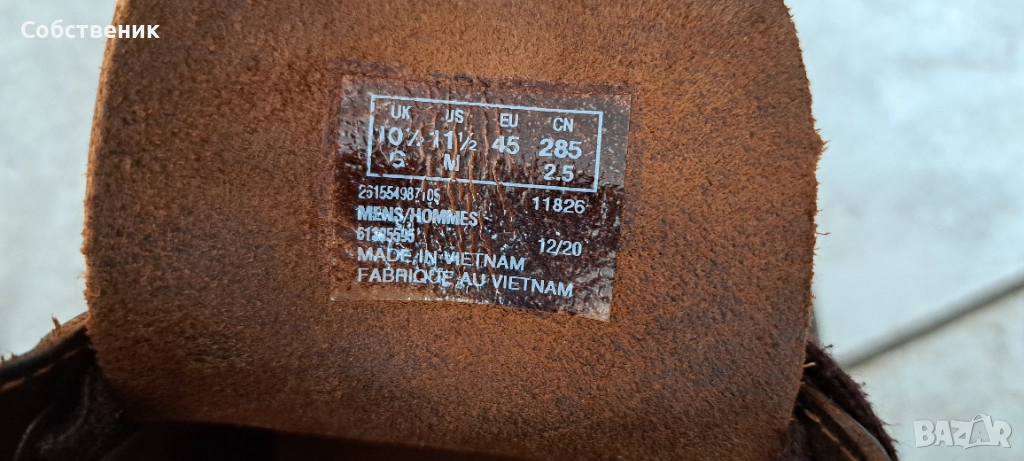 Собственик
UK US EU CN
10½ 11½ 45 285
G M 2.5
261554987105 11826
MENS/HOMMES
12/20
MADE IN VIETNAM
FABRIQUE AU VIETNAM
BAZAR